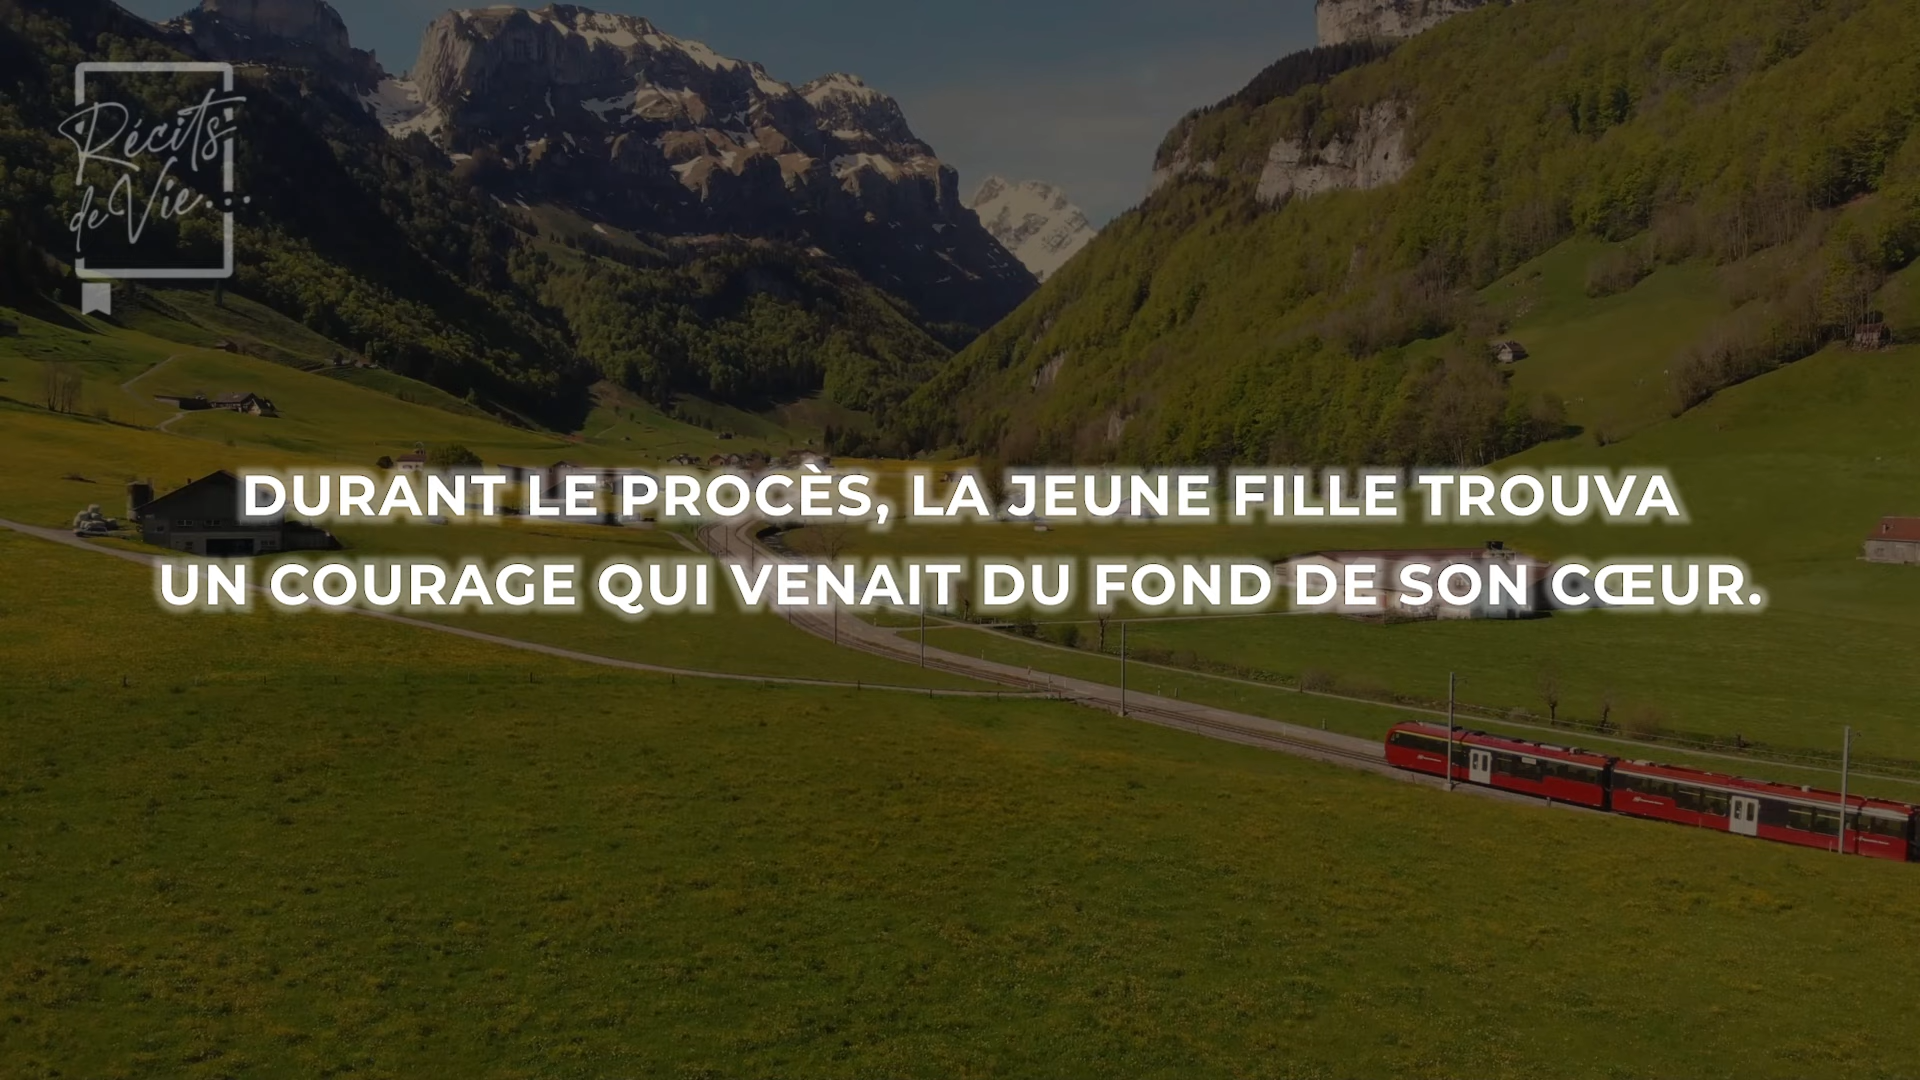 Récits
de Vie...
DURANT LE PROCÈS, LA JEUNE FILLE TROUVA
UN COURAGE QUI VENAIT DU FOND DE SON CŒUR.